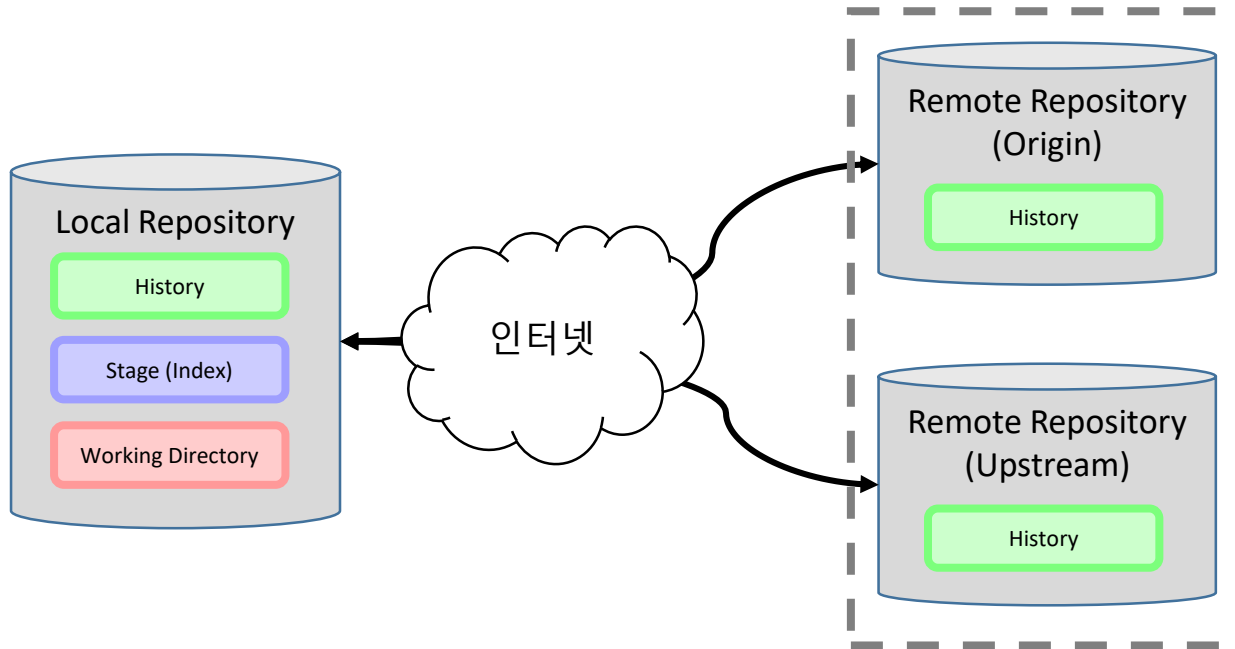 Local Repository
History
Stage (Index)
Working Directory
인터넷
Remote Repository
(Origin)
History
Remote Repository
(Upstream)
History